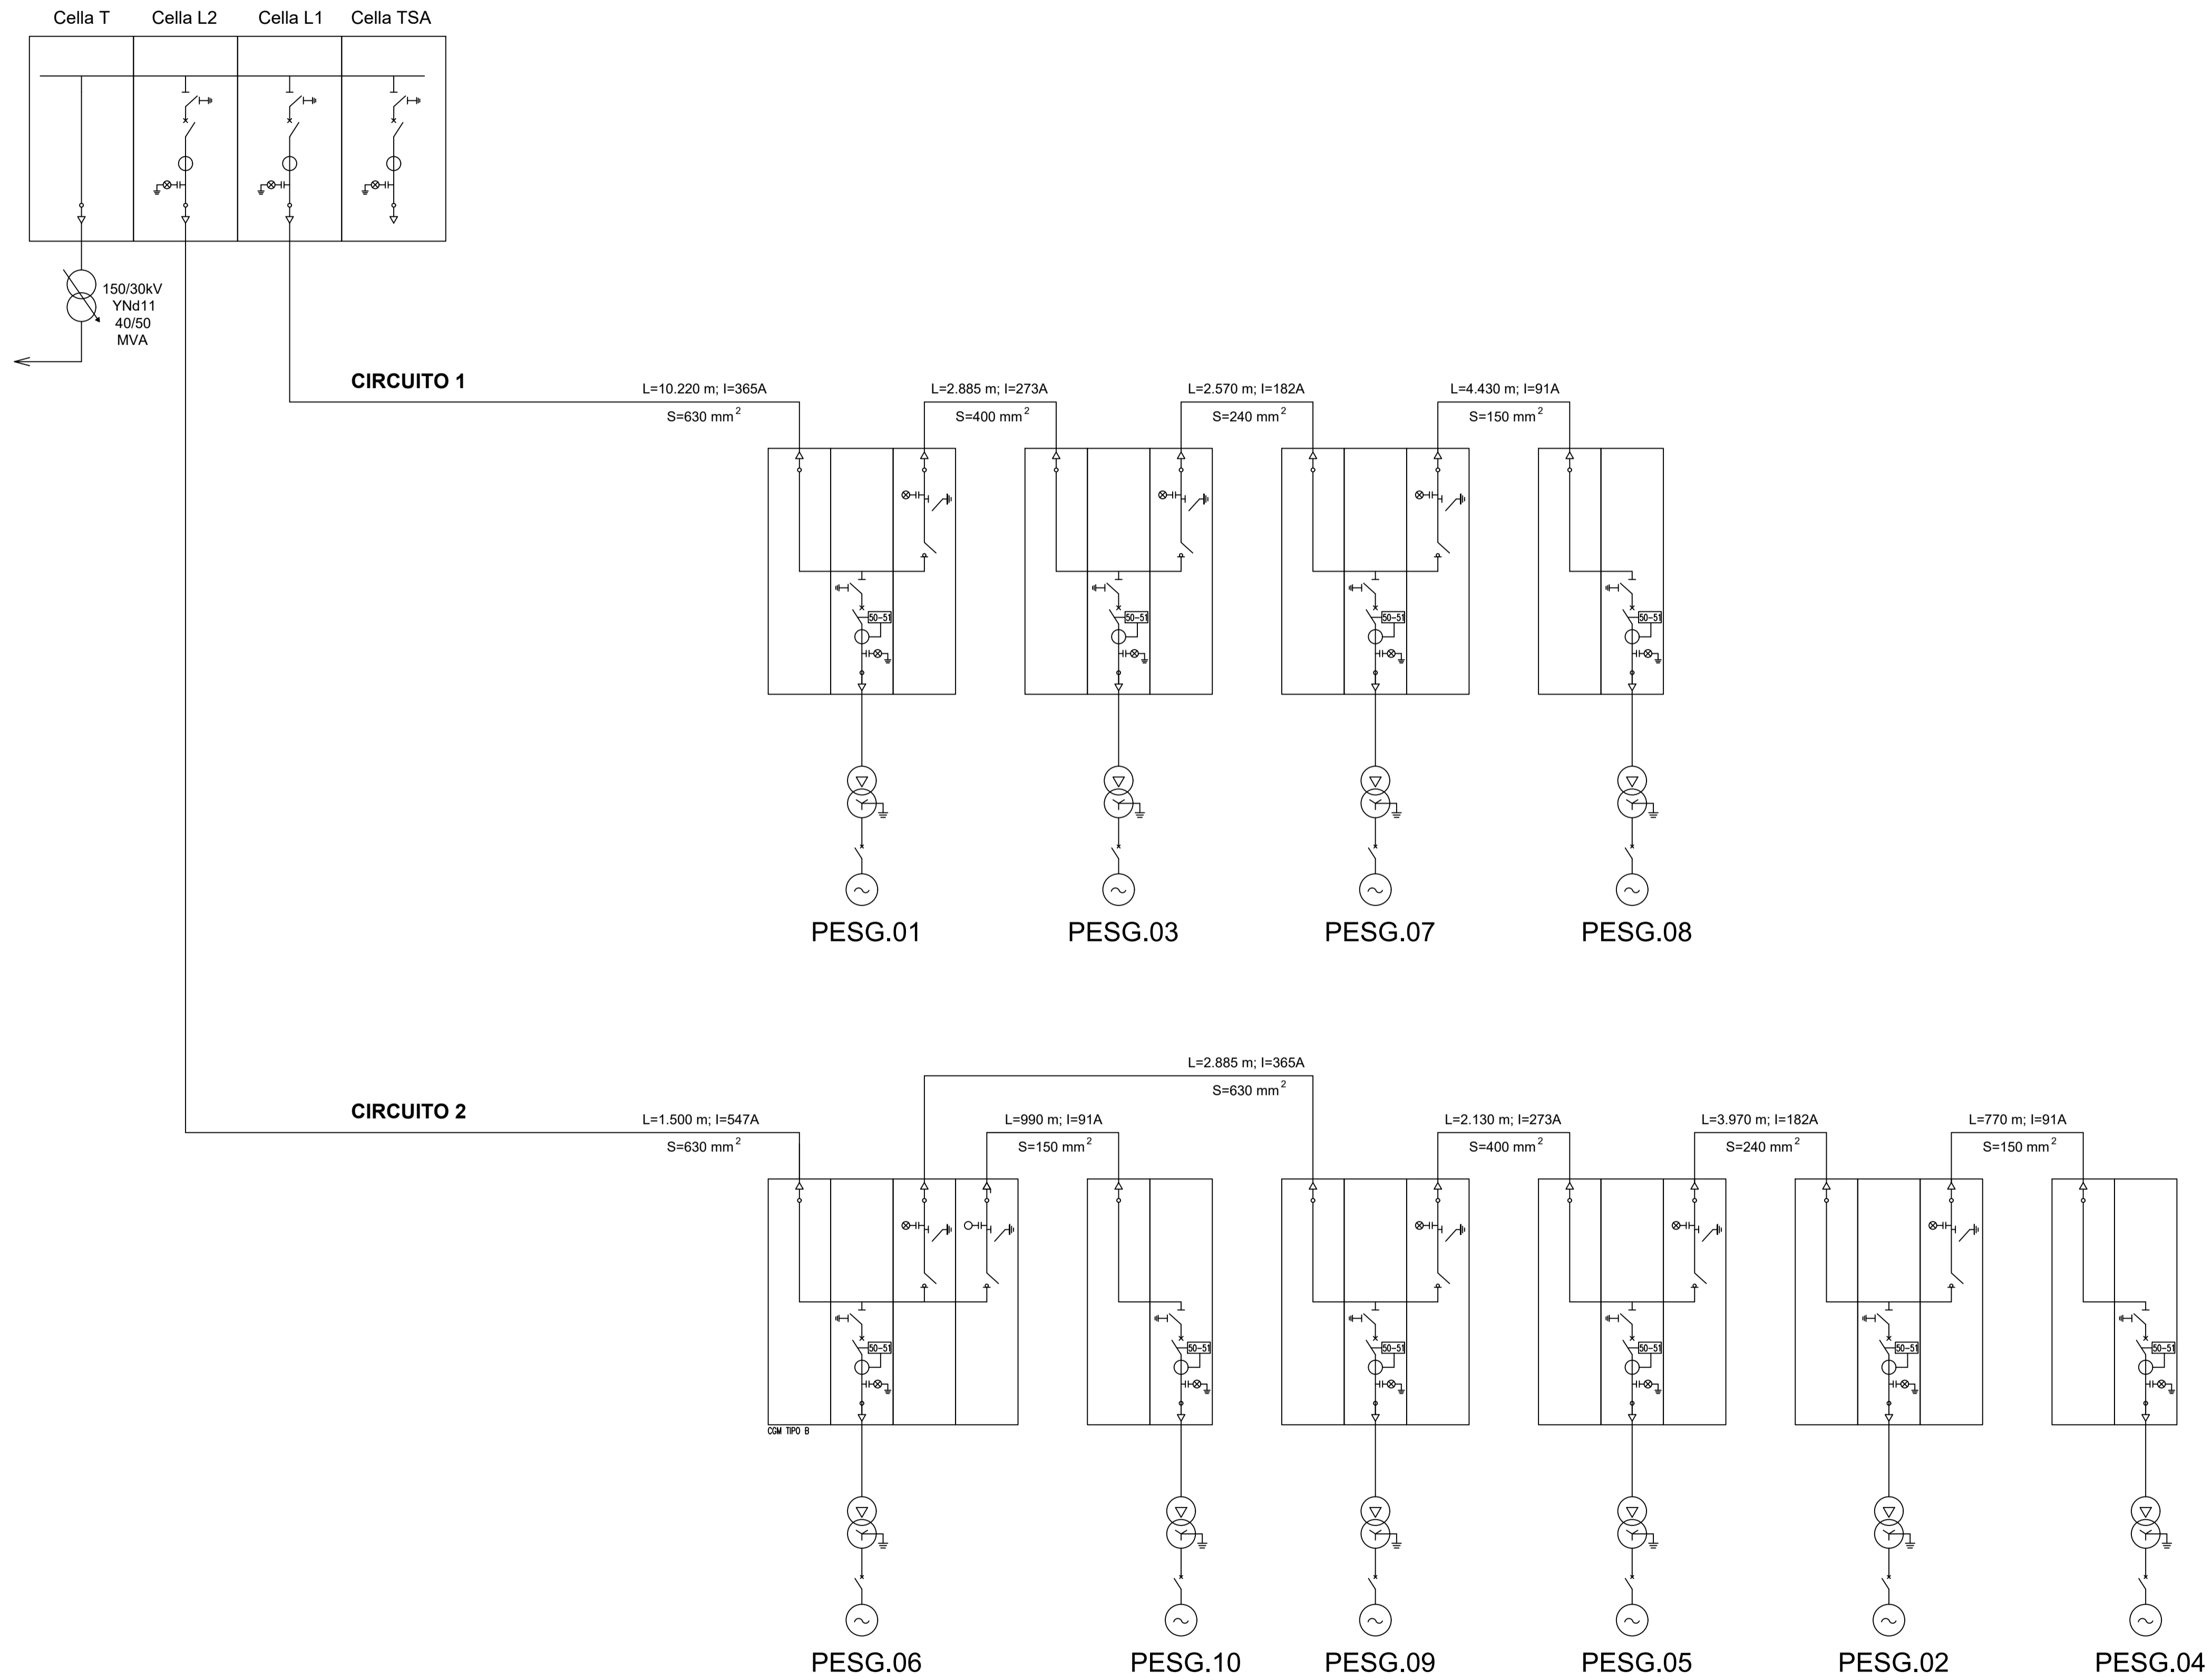 Cella T
Cella L2
Cella L1
Cella TSA
150/30kV
YNd11
40/50
MVA
CIRCUITO 1
L=10.220 m; I=365A
S=630 mm²
L=2.885 m; I=273A
S=400 mm²
L=2.570 m; I=182A
S=240 mm²
L=4.430 m; I=91A
S=150 mm²
50-51
50-51
50-51
50-51
PESG.01
PESG.03
PESG.07
PESG.08
CIRCUITO 2
L=1.500 m; I=547A
S=630 mm²
L=990 m; I=91A
S=150 mm²
L=2.885 m; I=365A
S=630 mm²
L=2.130 m; I=273A
S=400 mm²
L=3.970 m; I=182A
S=240 mm²
L=770 m; I=91A
S=150 mm²
50-51
50-51
50-51
50-51
50-51
50-51
CGM TIPO B
PESG.06
PESG.10
PESG.09
PESG.05
PESG.02
PESG.04